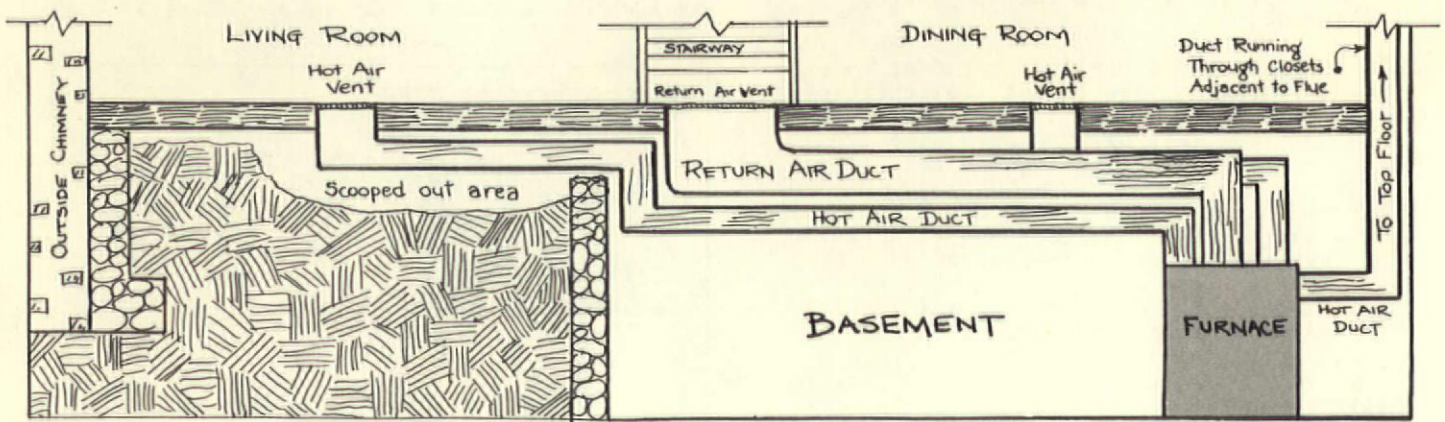 LIVING ROOM
Hot Air
Vent
STAIRWAY
Return Air Vent
DINING ROOM
Hot Air
Vent
Duct Running
Through Closets
Adjacent to Flue
OUTSIDE CHIMNEY
Scooped out area
RETURN AIR DUCT
HOT AIR DUCT
TO TOP FLOOR
BASEMENT
FURNACE
HOT AIR
DUCT